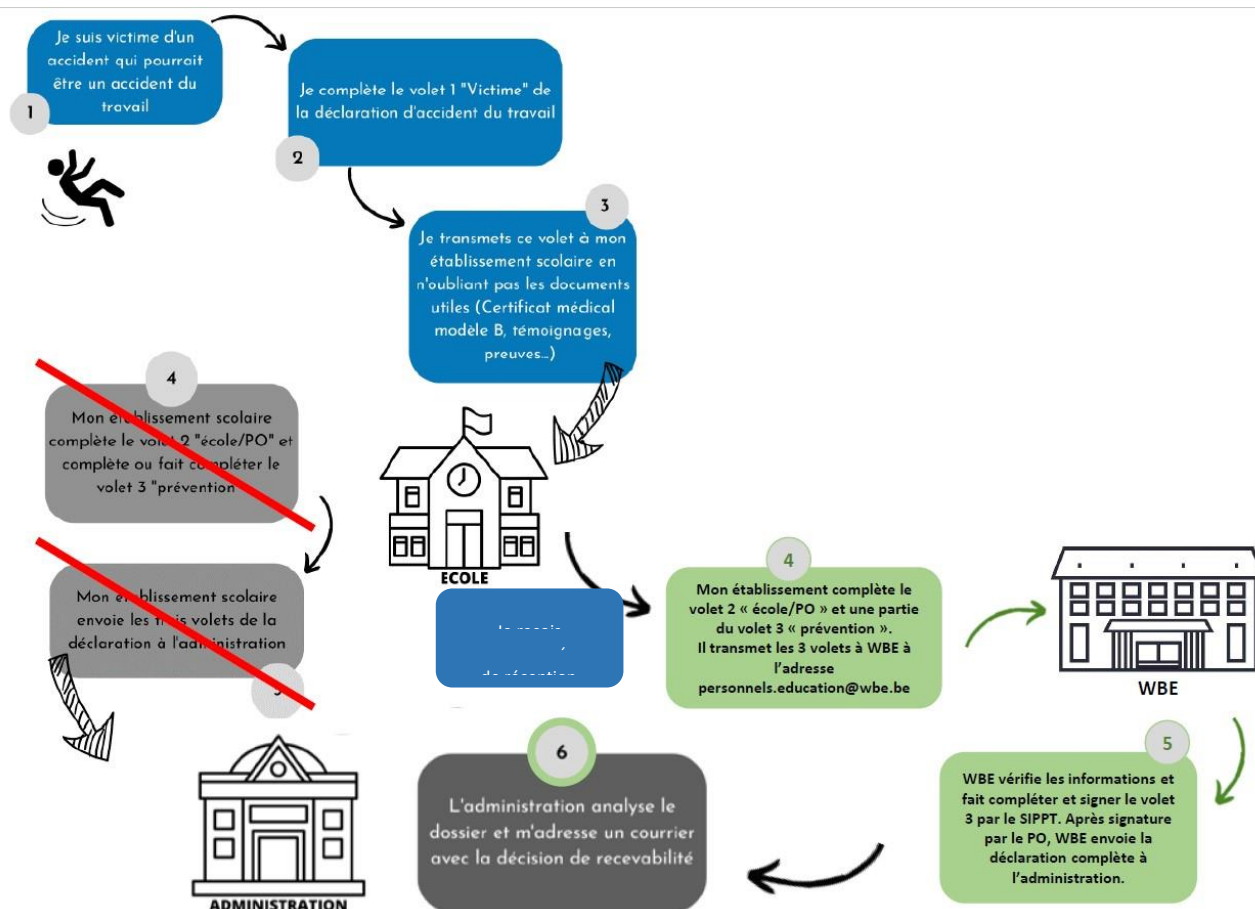 Je suis victime d'un
accident qui pourrait
être un accident du
travail
1
Je complète le volet 1 "Victime" de
la déclaration d'accident du travail
2
3
Je transmets ce volet à mon
établissement scolaire en
n'oubliant pas les documents
utiles (Certificat médical
modèle B, témoignages,
preuves…)
4
Mon établissement scolaire
complète le volet 2 "école/PO" et
complète ou fait compléter le
volet 3 "prévention
Mon établissement scolaire
envoie les trois volets de la
déclaration à l'administration
5
ECOLE
de réception
4
Mon établissement complète le
volet 2 « école/PO » et une partie
du volet 3 « prévention ».
Il transmet les 3 volets à WBE à
l'adresse
personnels.education@wbe.be
WBE
5
WBE vérifie les informations et
fait compléter et signer le volet
3 par le SIPPT. Après signature
par le PO, WBE envoie la
déclaration complète à
l'administration.
6
L'administration analyse le
dossier et m'adresse un courrier
avec la décision de recevabilité
ADMINISTRATION